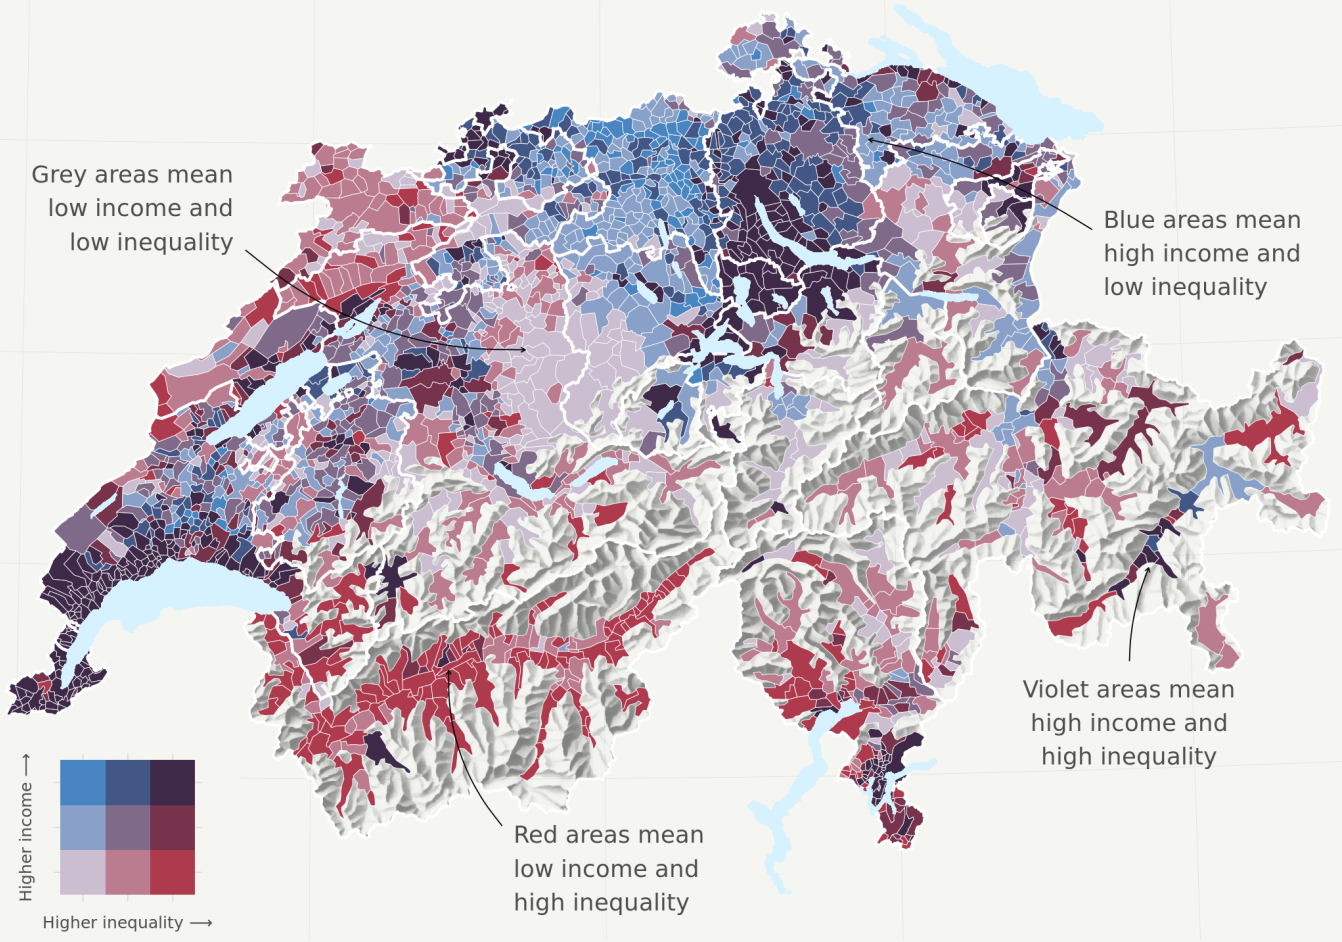 Grey areas mean
low income and
low inequality
Blue areas mean
high income and
low inequality
Violet areas mean
high income and
high inequality
Red areas mean
low income and
high inequality
Higher income ⟶
Higher inequality ⟶